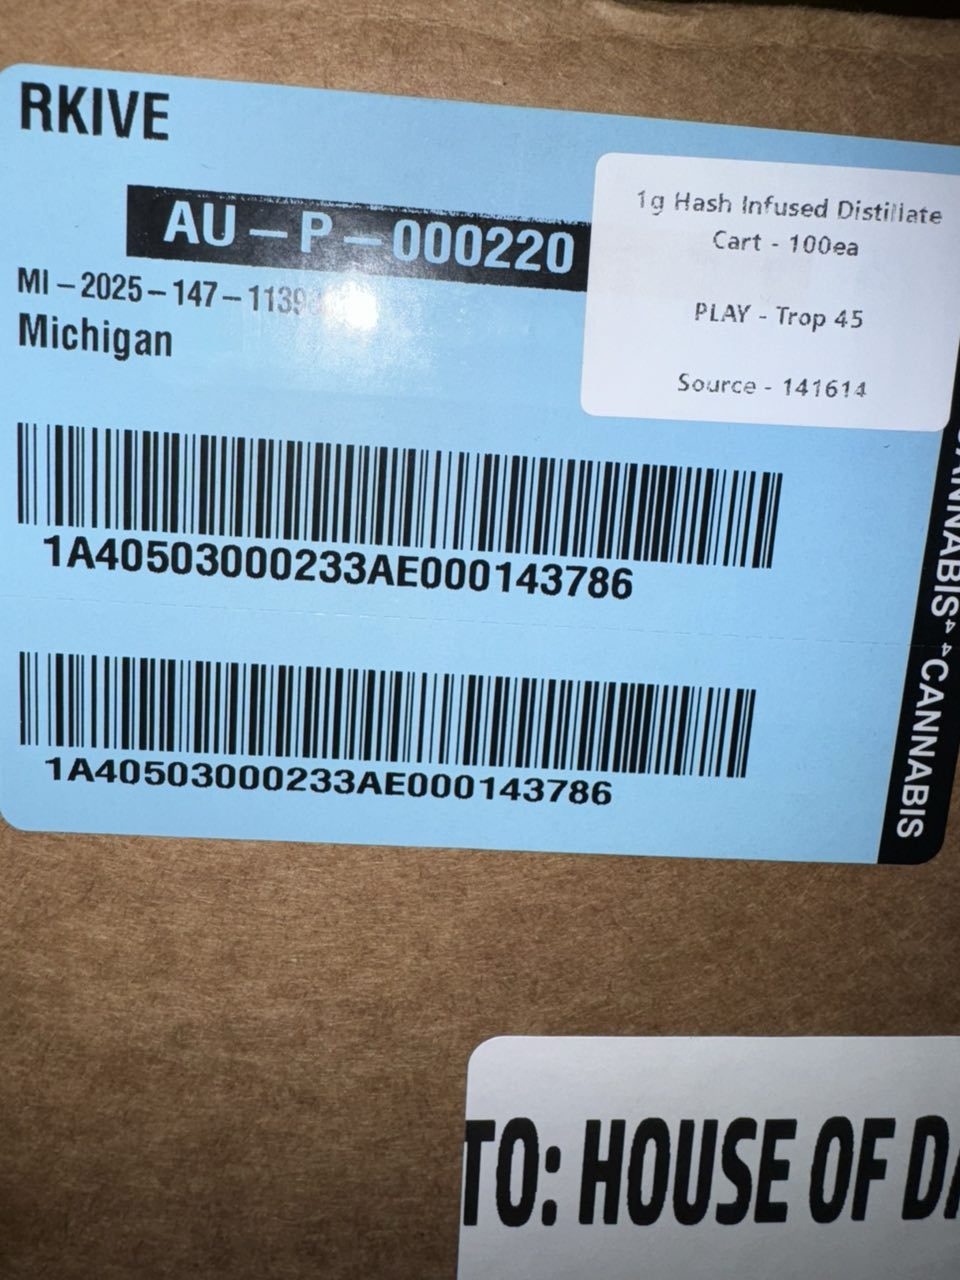 RKIVE
AU-P-000220
MI-2025-147-1139
Michigan
1g Hash Infused Distillate
Cart - 100ea
PLAY - Trop 45
Source - 141614
1A40503000233AE000143786
1A40503000233AE000143786
CANNABIS
CANNABIS
TO: HOUSE OF